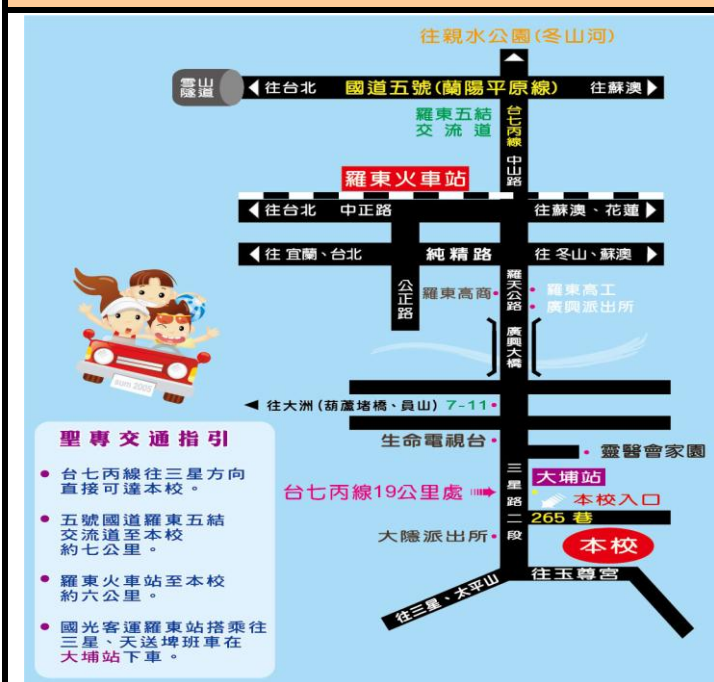 往親水公園(冬山河)
雪山
隧道
◀往台北 國道五號(蘭陽平原線) 往蘇澳▶
羅東五結
交流道
台七丙線
中山路
羅東火車站
◀往台北 中正路 往蘇澳、花蓮▶
◀往宜蘭、台北 純精路 往冬山、蘇澳▶
公正路
羅東高商
羅天公路
羅東高工
廣興派出所
廣興大橋
◀往大洲(葫蘆堵橋、員山) 7-11
生命電視台
靈醫會家園
三星路二段
大埔站
台七丙線19公里處
本校入口
265巷
大隱派出所
本校
往玉尊宮
往三星、太平山
sum 2005
聖專交通指引
• 台七丙線往三星方向
直接可達本校。
• 五號國道羅東五結
交流道至本校
約七公里。
• 羅東火車站至本校
約六公里。
• 國光客運羅東站搭乘往
三星、天送埤班車在
大埔站下車。